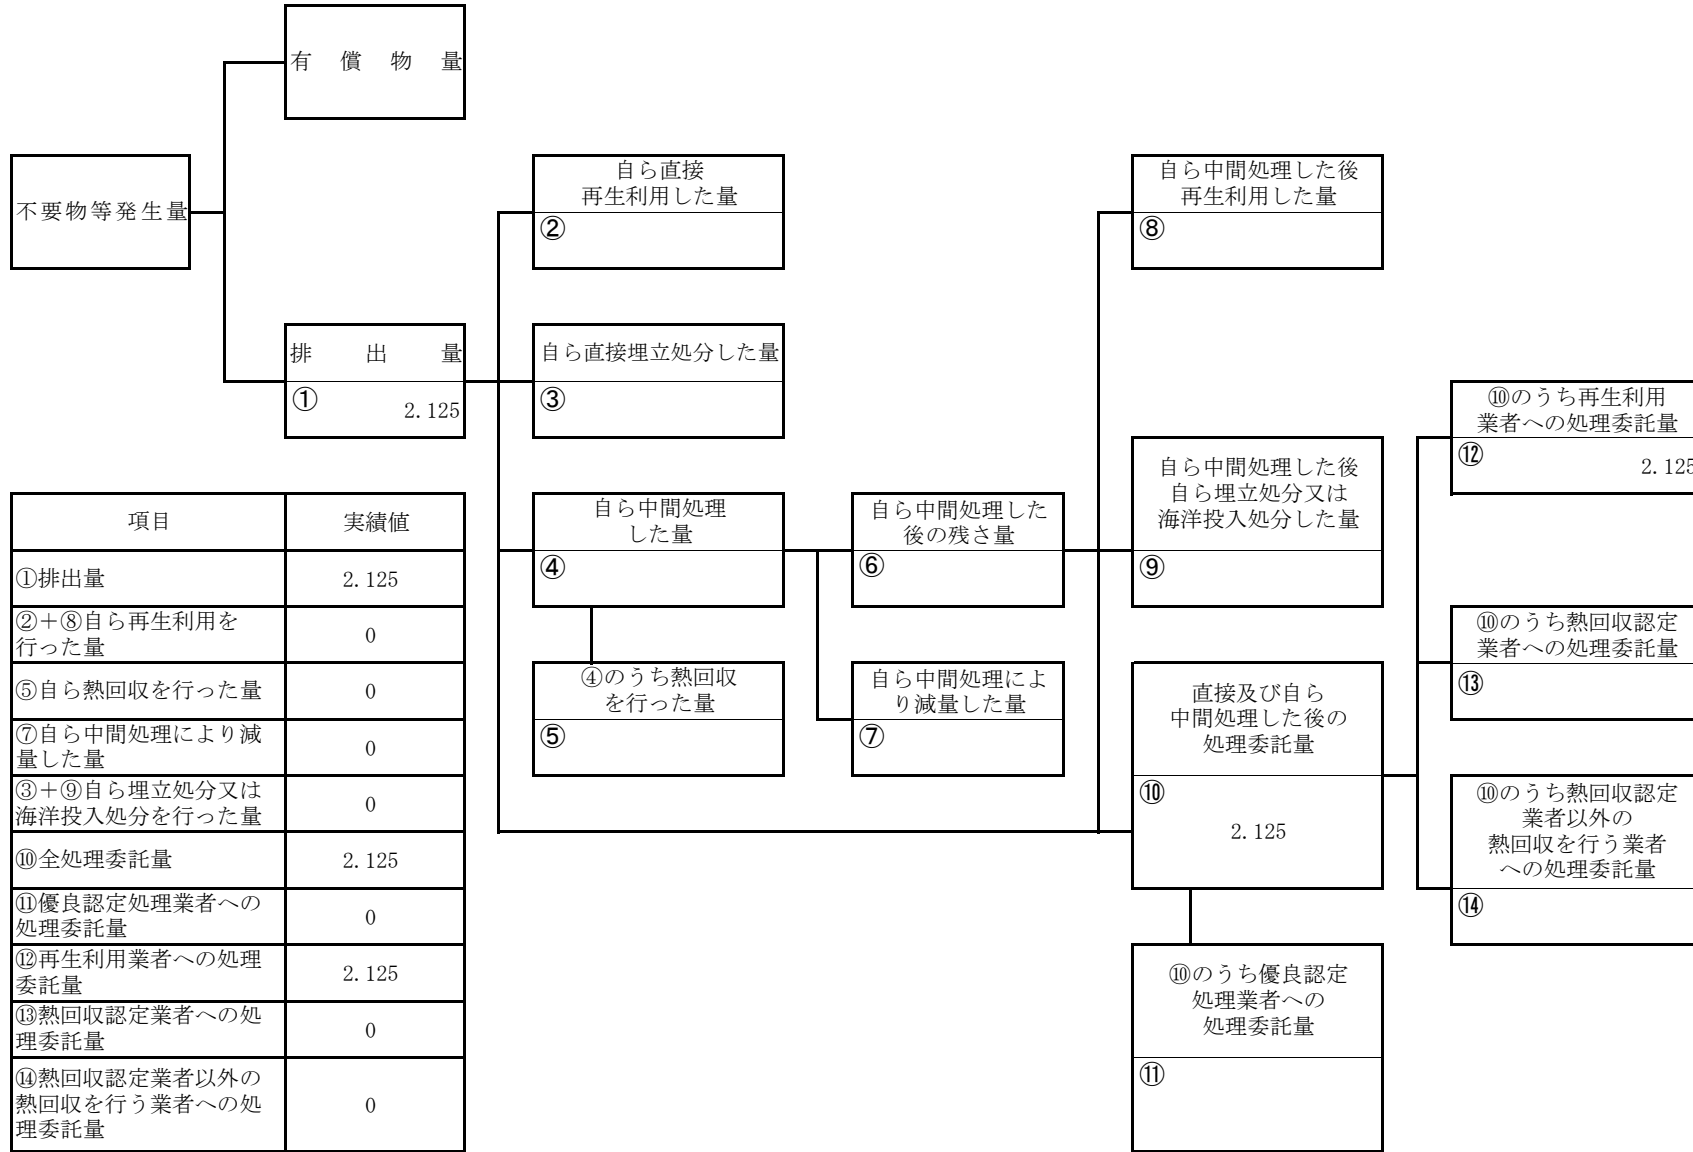 有償物量
不要物等発生量
自ら直接
再生利用した量
②
自ら中間処理した後
再生利用した量
⑧
排出量
①
2.125
自ら直接埋立処分した量
③
⑩のうち再生利用
業者への処理委託量
⑫
2.125
自ら中間処理
した量
④
自ら中間処理した
後の残さ量
⑥
自ら中間処理した後
自ら埋立処分又は
海洋投入処分した量
⑨
④のうち熱回収
を行った量
⑤
自ら中間処理によ
り減量した量
⑦
直接及び自ら
中間処理した後の
処理委託量
⑩
2.125
⑩のうち熱回収認定
業者への処理委託量
⑬
⑩のうち熱回収認定
業者以外の
熱回収を行う業者
への処理委託量
⑭
⑩のうち優良認定
処理業者への
処理委託量
⑪
項目 実績値
①排出量 2.125
②+⑧自ら再生利用を
行った量 0
⑤自ら熱回収を行った量 0
⑦自ら中間処理により減
量した量 0
③+⑨自ら埋立処分又は
海洋投入処分を行った量 0
⑩全処理委託量 2.125
⑪優良認定処理業者への
処理委託量 0
⑫再生利用業者への処理
委託量 2.125
⑬熱回収認定業者への処
理委託量 0
⑭熱回収認定業者以外の
熱回収を行う業者への処
理委託量 0